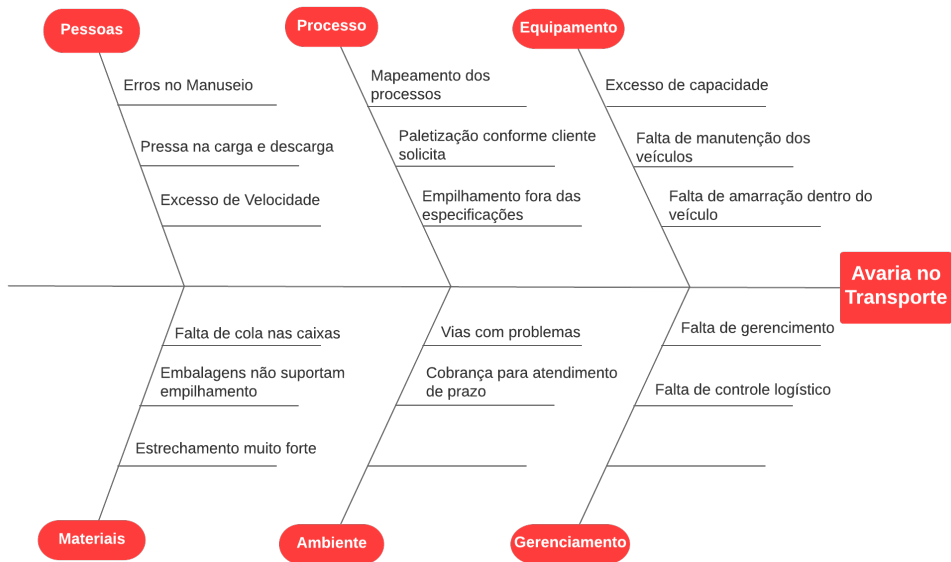 Pessoas
Processo
Equipamento
Erros no Manuseio
Pressa na carga e descarga
Excesso de Velocidade
Mapeamento dos
processos
Paletização conforme cliente
solicita
Empilhamento fora das
especificações
Excesso de capacidade
Falta de manutenção dos
veículos
Falta de amarração dentro do
veículo
Avaria no
Transporte
Falta de cola nas caixas
Embalagens não suportam
empilhamento
Estrechamento muito forte
Vias com problemas
Cobrança para atendimento
de prazo
Falta de gerencimento
Falta de controle logístico
Materiais
Ambiente
Gerenciamento